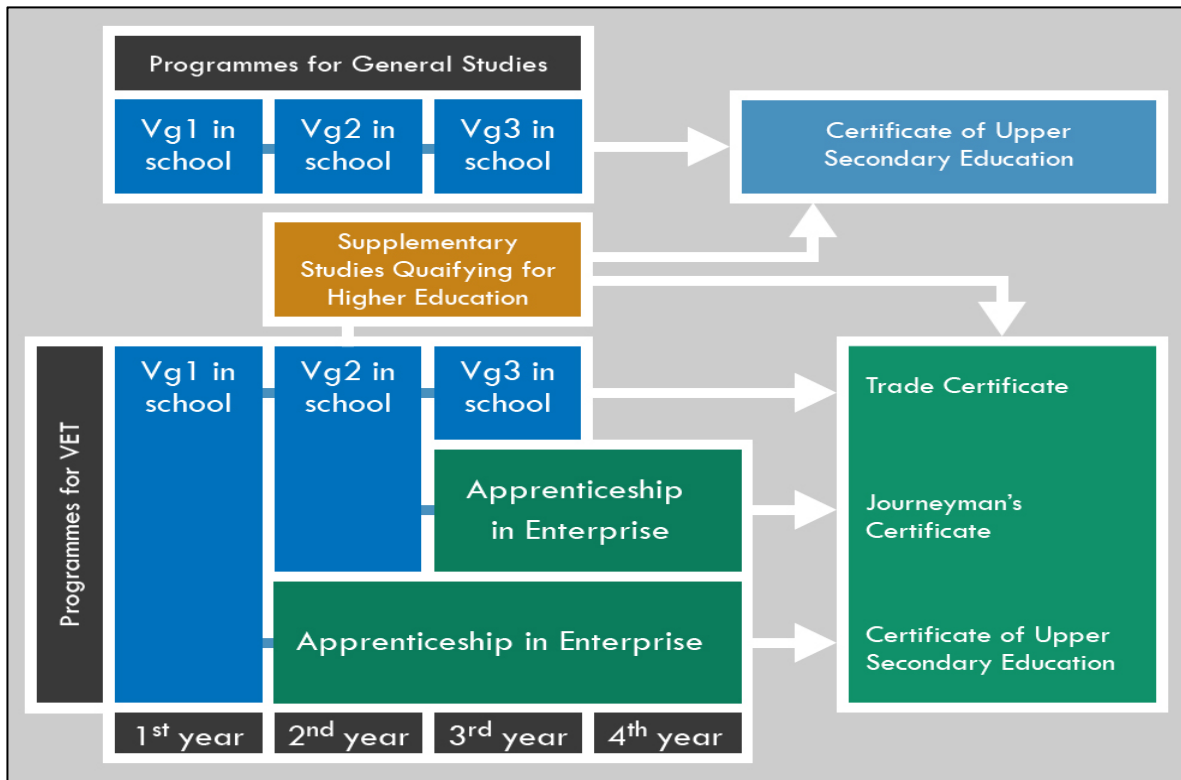 Programmes for General Studies
Vg1 in
school
Vg2 in
school
Vg3 in
school
Certificate of Upper
Secondary Education
Supplementary
Studies Quaifying for
Higher Education
Programmes for VET
Vg1 in
school
Vg2 in
school
Vg3 in
school
Trade Certificate
Apprenticeship
in Enterprise
Journeyman's
Certificate
Apprenticeship in Enterprise
Certificate of Upper
Secondary Education
1st year
2nd year
3rd year
4th year